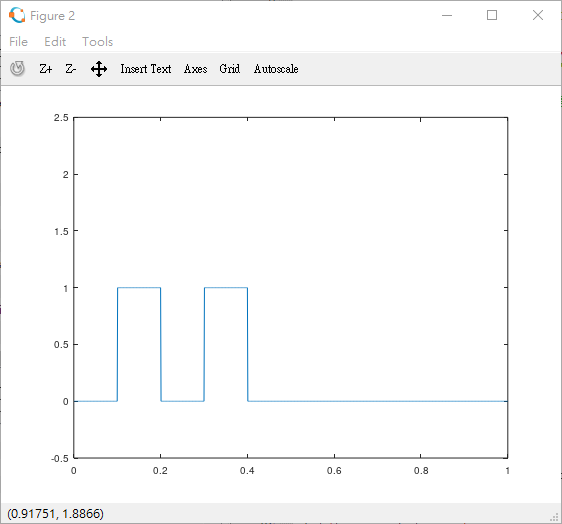 Figure 2
File Edit Tools
Z+ Z- Insert Text Axes Grid Autoscale
2.5
2
1.5
1
0.5
0
-0.5
0 0.2 0.4 0.6 0.8 1
(0.91751, 1.8866)